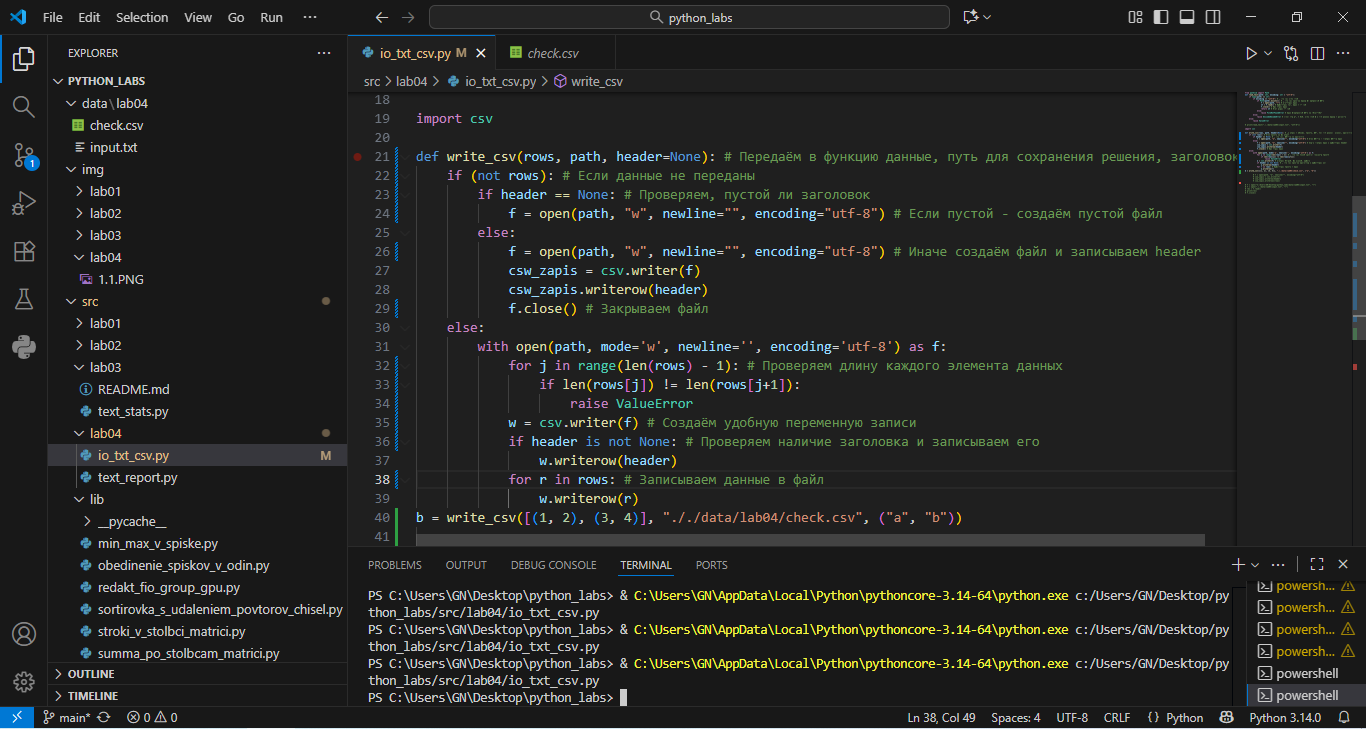 File Edit Selection View Go Run ···
python_labs
EXPLORER ···
PYTHON_LABS
data\lab04
check.csv
input.txt
img
lab01
lab02
lab03
lab04
1.1.PNG
src
lab01
lab02
lab03
README.md
text_stats.py
lab04
io_txt_csv.py M
text_report.py
lib
__pycache__
min_max_v_spiske.py
obedinenie_spiskov_v_odin.py
redakt_fio_group_gpu.py
sortirovka_s_udaleniem_povtorov_chisel.py
stroki_v_stolbci_matrici.py
summa_po_stolbcam_matrici.py
OUTLINE
TIMELINE
1
io_txt_csv.py M
check.csv
src > lab04 > io_txt_csv.py > write_csv
18
19 import csv
20
21 def write_csv(rows, path, header=None): # Передаём в функцию данные, путь для сохранения решения, заголово
22 if (not rows): # Если данные не переданы
23 if header == None: # Проверяем, пустой ли заголовок
24 f = open(path, "w", newline="", encoding="utf-8") # Если пустой - создаём пустой файл
25 else:
26 f = open(path, "w", newline="", encoding="utf-8") # Иначе создаём файл и записываем header
27 csw_zapis = csv.writer(f)
28 csw_zapis.writerow(header)
29 f.close() # Закрываем файл
30 else:
31 with open(path, mode='w', newline='', encoding='utf-8') as f:
32 for j in range(len(rows) - 1): # Проверяем длину каждого элемента данных
33 if len(rows[j]) != len(rows[j+1]):
34 raise ValueError
35 w = csv.writer(f) # Создаём удобную переменную записи
36 if header is not None: # Проверяем наличие заголовка и записываем его
37 w.writerow(header)
38 for r in rows: # Записываем данные в файл
39 w.writerow(r)
40 b = write_csv([(1, 2), (3, 4)], "././data/lab04/check.csv", ("a", "b"))
41
PROBLEMS OUTPUT DEBUG CONSOLE TERMINAL PORTS
PS C:\Users\GN\Desktop\python_labs> & C:\Users\GN\AppData\Local\Python\pythoncore-3.14-64\python.exe c:/Users/GN/Desktop/py
thon_labs/src/lab04/io_txt_csv.py
PS C:\Users\GN\Desktop\python_labs> & C:\Users\GN\AppData\Local\Python\pythoncore-3.14-64\python.exe c:/Users/GN/Desktop/py
thon_labs/src/lab04/io_txt_csv.py
PS C:\Users\GN\Desktop\python_labs> & C:\Users\GN\AppData\Local\Python\pythoncore-3.14-64\python.exe c:/Users/GN/Desktop/py
thon_labs/src/lab04/io_txt_csv.py
PS C:\Users\GN\Desktop\python_labs>
powersh...
powersh...
powersh...
powersh...
powershell
powershell
main* 0 0
Ln 38, Col 49 Spaces: 4 UTF-8 CRLF {} Python Python 3.14.0